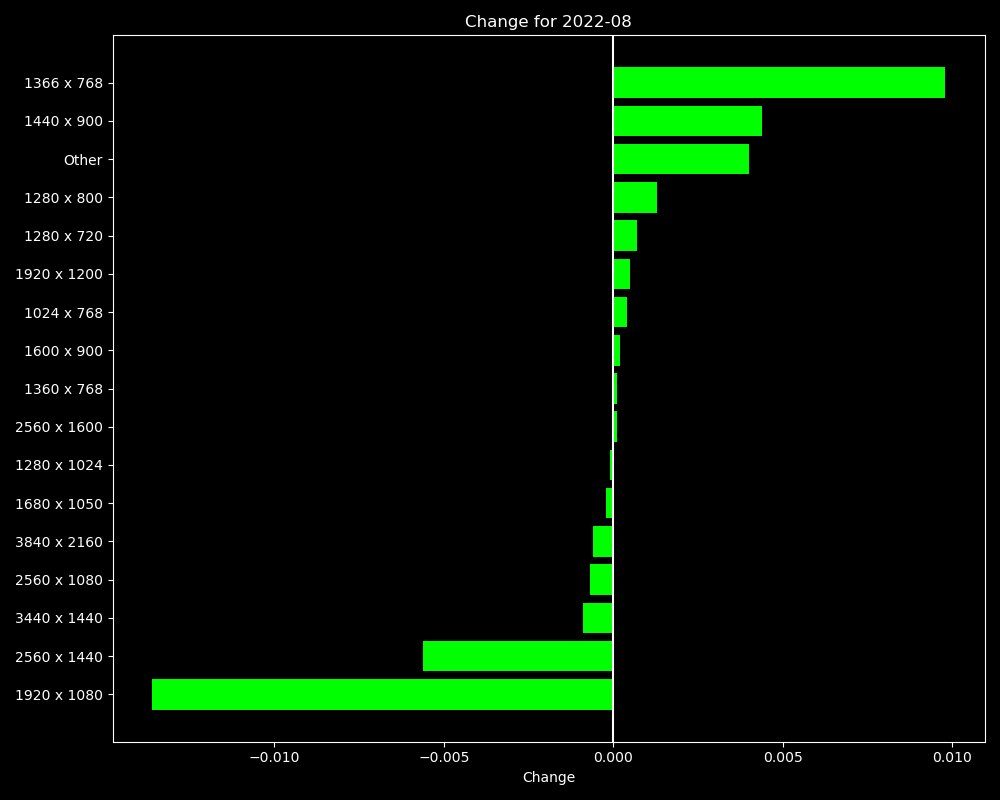 Change for 2022-08
1366 x 768
1440 x 900
Other
1280 x 800
1280 x 720
1920 x 1200
1024 x 768
1600 x 900
1360 x 768
2560 x 1600
1280 x 1024
1680 x 1050
3840 x 2160
2560 x 1080
3440 x 1440
2560 x 1440
1920 x 1080
−0.010 −0.005 0.000 0.005 0.010
Change